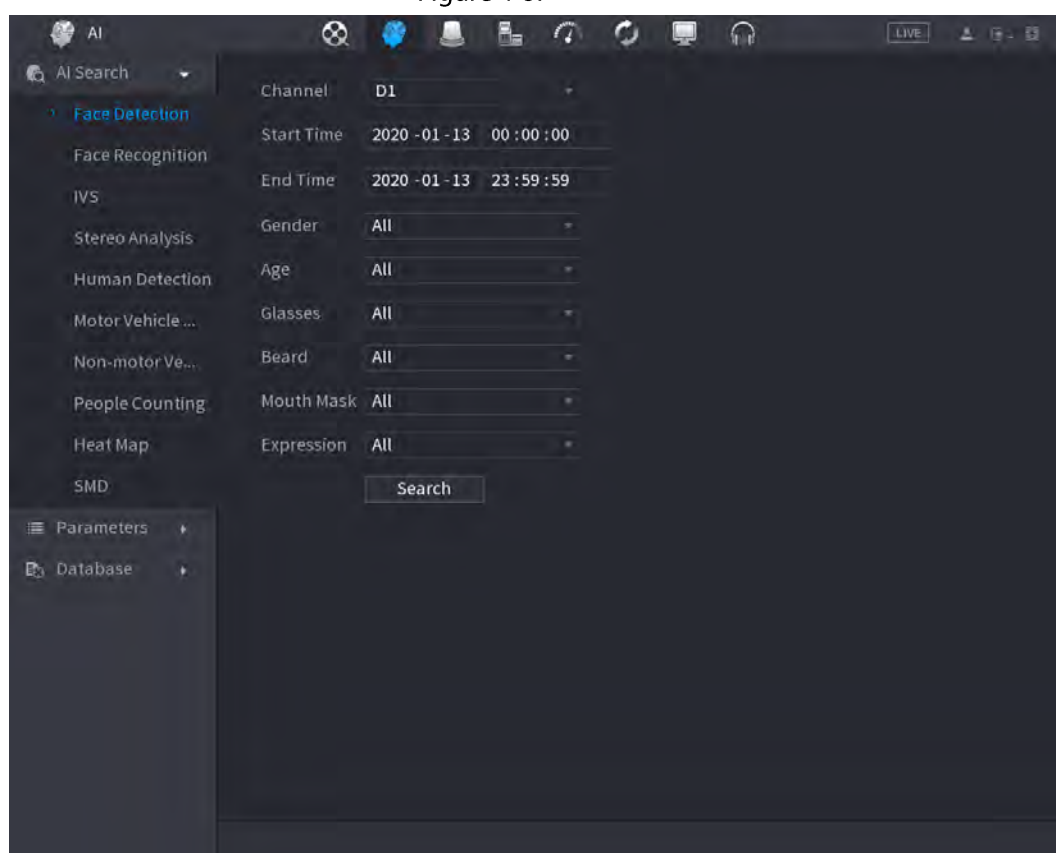 AI
LIVE
AI Search
Face Detection
Face Recognition
IVS
Stereo Analysis
Human Detection
Motor Vehicle ...
Non-motor Ve...
People Counting
Heat Map
SMD
Parameters
Database
Channel D1
Start Time 2020 -01 -13 00 :00 :00
End Time 2020 -01 -13 23 :59 :59
Gender All
Age All
Glasses All
Beard All
Mouth Mask All
Expression All
Search